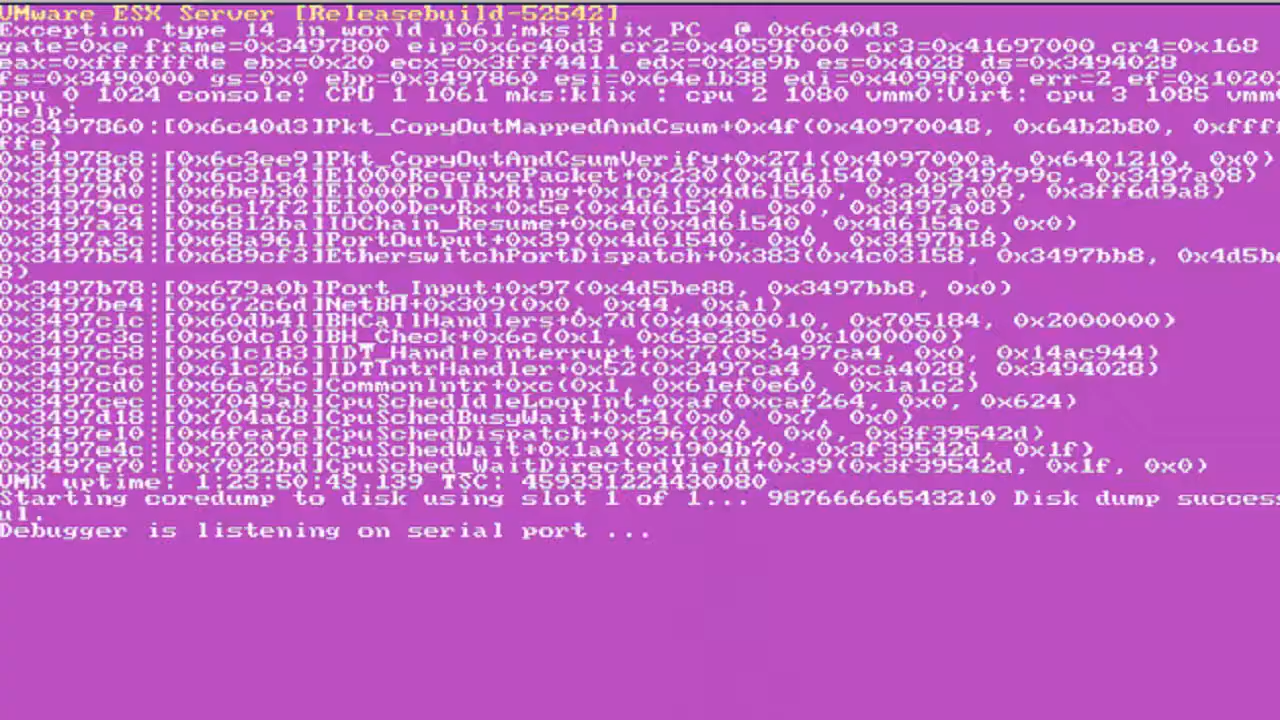 VMware ESX Server [Releasebuild-52542]
Exception type 14 in world 1061:mks:klix_PC @ 0x6c40d3
gate=0xe frame=0x3497800 eip=0x6c40d3 cr2=0x4059f000 cr3=0x41697000 cr4=0x168
eax=0xffffffde ebx=0x20 ecx=0x3fff4411 edx=0x2e9b es=0x4028 ds=0x3494028
fs=0x3490000 gs=0x0 ebp=0x3497860 esi=0x64e1b38 edi=0x4099f000 err=2 ef=0x1020
cpu 0 1024 console: CPU 1 1061 mks:klix : cpu 2 1080 vmm0:Virt: cpu 3 1085 vmm0
Help:
0x3497860:[0x6c40d3]Pkt_CopyOutMappedAndCsum+0x4f(0x40970048, 0x64b2b80, 0xfff
ffe)
0x34978c8:[0x6c3ee9]Pkt_CopyOutAndCsumVerify+0x271(0x4097000a, 0x6401210, 0x0)
0x34978f0:[0x6c31c4]E1000ReceivePacket+0x230(0x4d61540, 0x349799c, 0x3497a08)
0x34979d0:[0x6beb30]E1000PollRxRing+0x1c4(0x4d61540, 0x3497a08, 0x3ff6d9a8)
0x34979ec:[0x6c17f2]E1000DevRx+0x5e(0x4d61540, 0x0, 0x3497a08)
0x3497a24:[0x6812ba]IOChain_Resume+0x6e(0x4d61540, 0x4d6154c, 0x0)
0x3497a3c:[0x68a961]PortOutput+0x39(0x4d61540, 0x0, 0x3497b18)
0x3497b54:[0x689cf3]EtherswitchPortDispatch+0x383(0x4c03158, 0x3497bb8, 0x4d5be
8)
0x3497b78:[0x679a0b]Port_Input+0x97(0x4d5be88, 0x3497bb8, 0x0)
0x3497be4:[0x672c6d]NetBH+0x309(0x0, 0x44, 0xa1)
0x3497c1c:[0x60db41]BHCallHandlers+0x7d(0x40400010, 0x705184, 0x2000000)
0x3497c3c:[0x60dc10]BH_Check+0x6c(0x1, 0x63e235, 0x1000000)
0x3497c58:[0x61c183]IDT_HandleInterrupt+0x77(0x3497ca4, 0x0, 0x14ac944)
0x3497c6c:[0x61c2b6]IDTIntrHandler+0x52(0x3497ca4, 0xca4028, 0x3494028)
0x3497cd0:[0x66a75c]CommonIntr+0xc(0x1, 0x61ef0e60, 0x1a1c2)
0x3497cec:[0x7049ab]CpuSchedIdleLoopInt+0xaf(0xcaf264, 0x0, 0x624)
0x3497d18:[0x704a68]CpuSchedBusyWait+0x54(0x0, 0x7, 0x0)
0x3497e10:[0x6fea7e]CpuSchedDispatch+0x296(0x0, 0x0, 0x3f39542d)
0x3497e4c:[0x702098]CpuSchedWait+0x1a4(0x1904b70, 0x3f39542d, 0x1f)
0x3497e70:[0x7022bd]CpuSched_WaitDirectedYield+0x39(0x3f39542d, 0x1f, 0x0)
VMK uptime: 1:23:50:43.139 TSC: 459331224430080
Starting coredump to disk using slot 1 of 1... 98766666543210 Disk dump success
ul.
Debugger is listening on serial port ...